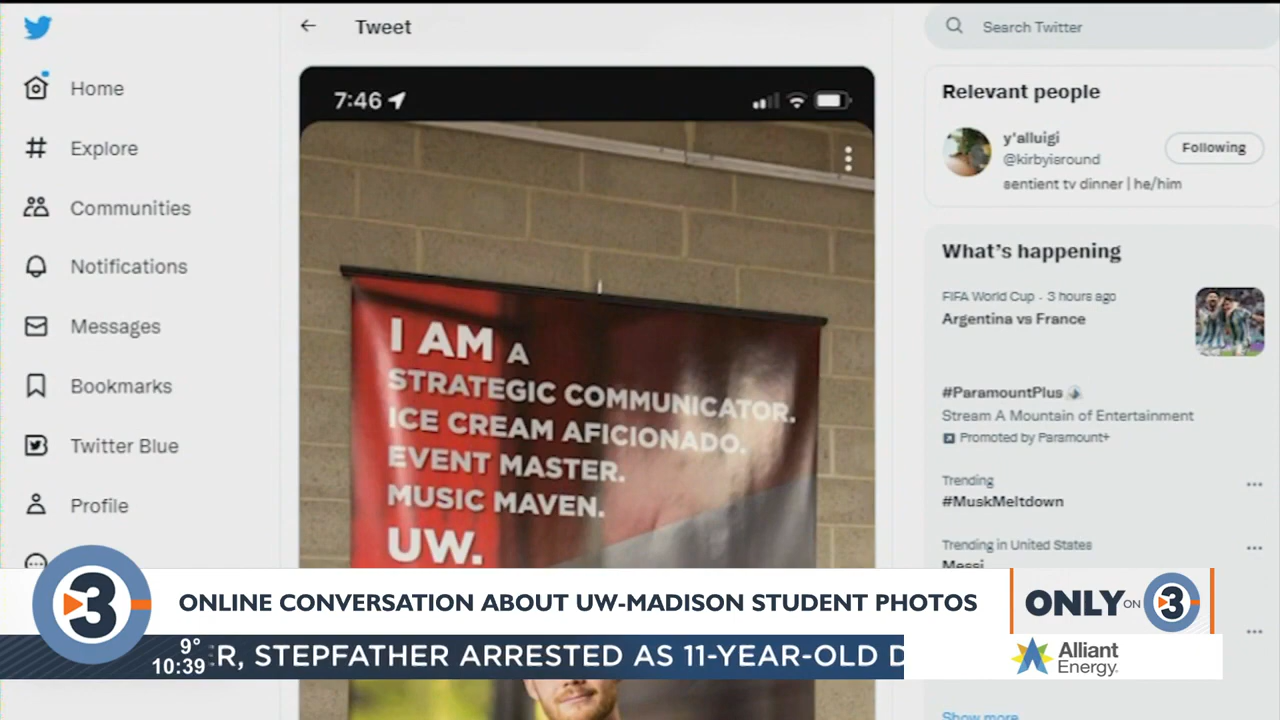 Tweet
Search Twitter
Home
Explore
Communities
Notifications
Messages
Bookmarks
Twitter Blue
Profile
7:46
I AM A
STRATEGIC COMMUNICATOR.
ICE CREAM AFICIONADO.
EVENT MASTER.
MUSIC MAVEN.
UW.
Relevant people
y'alluigi
@kirbyisround
Following
sentient tv dinner | he/him
What's happening
FIFA World Cup · 3 hours ago
Argentina vs France
#ParamountPlus
Stream A Mountain of Entertainment
Promoted by Paramount+
Trending
#MuskMeltdown
Trending in United States
Messi
3
ONLINE CONVERSATION ABOUT UW-MADISON STUDENT PHOTOS
ONLY ON 3
9°
10:39
R, STEPFATHER ARRESTED AS 11-YEAR-OLD D
Alliant
Energy.
Show more